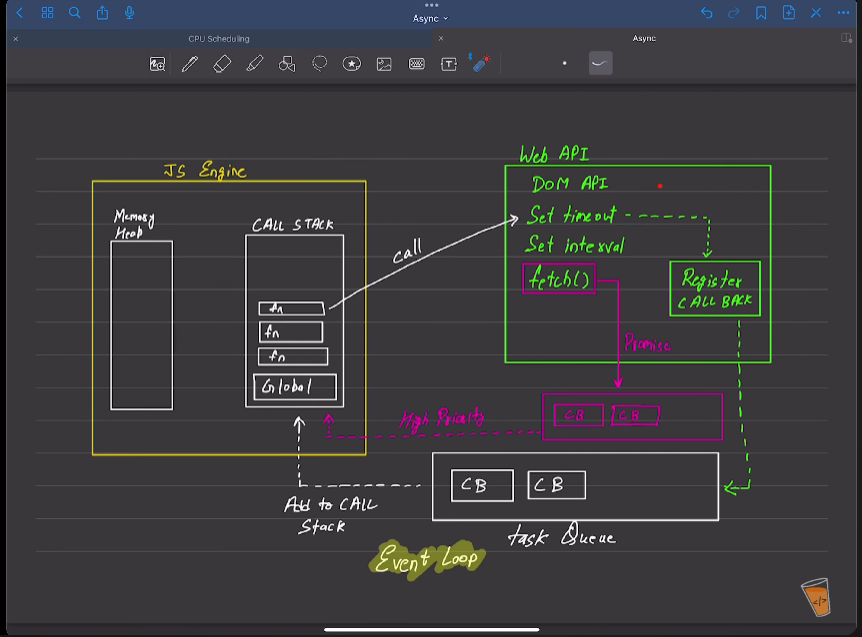 Async
CPU Scheduling
Async
T
JS Engine
Memory
Heap
CALL STACK
fn
fn
fn
Global
call
Web API
DOM API
Set timeout
Set interval
fetch()
Register
CALL BACK
Promise
CB CB
High Priority
CB CB
Add to CALL
Stack
task Queue
Event Loop
</>